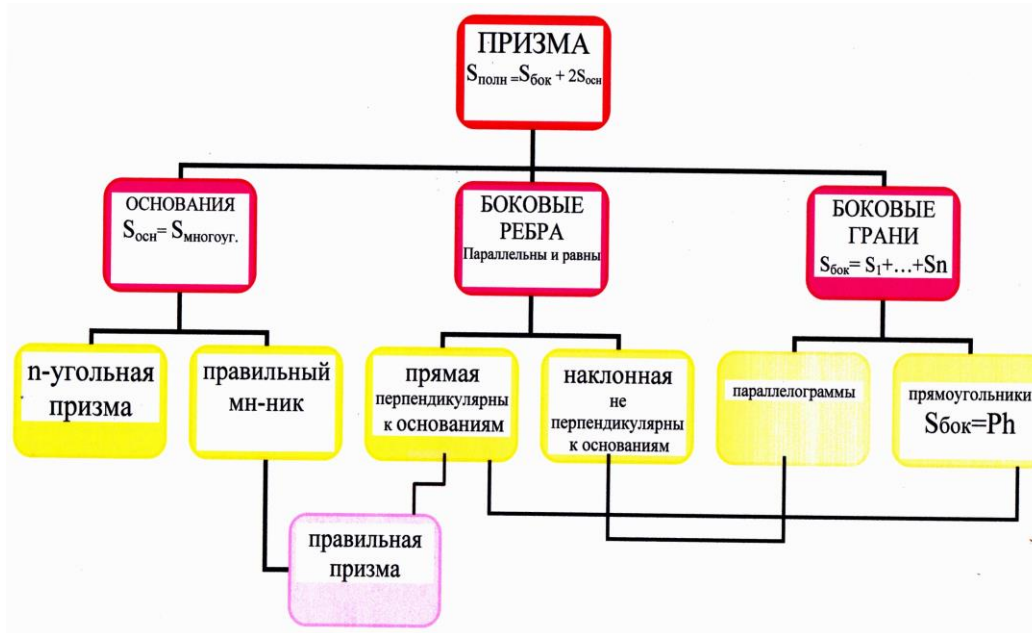 ПРИЗМА
Sполн =Sбок + 2Sосн
ОСНОВАНИЯ
Sосн= Sмногоуг.
БОКОВЫЕ
РЕБРА
Параллельны и равны
БОКОВЫЕ
ГРАНИ
Sбок= S1+...+Sn
n-угольная
призма
правильный
мн-ник
прямая
перпендикулярны
к основаниям
наклонная
не
перпендикулярны
к основаниям
параллелограммы
прямоугольники
Sбок=Ph
правильная
призма